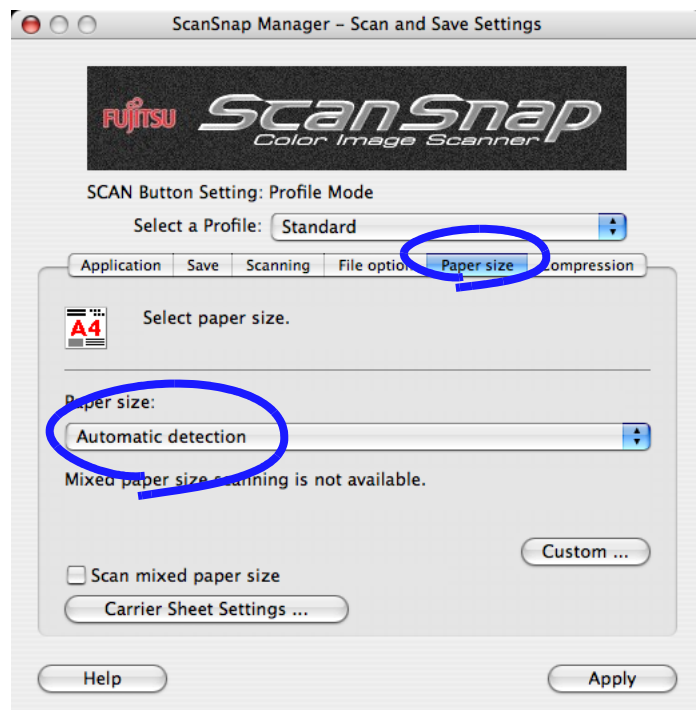 ScanSnap Manager – Scan and Save Settings
FUJITSU ScanSnap
Color Image Scanner
SCAN Button Setting: Profile Mode
Select a Profile: Standard
Application Save Scanning File option Paper size Compression
A4 Select paper size.
Paper size:
Automatic detection
Mixed paper size scanning is not available.
Custom ...
Scan mixed paper size
Carrier Sheet Settings ...
Help Apply